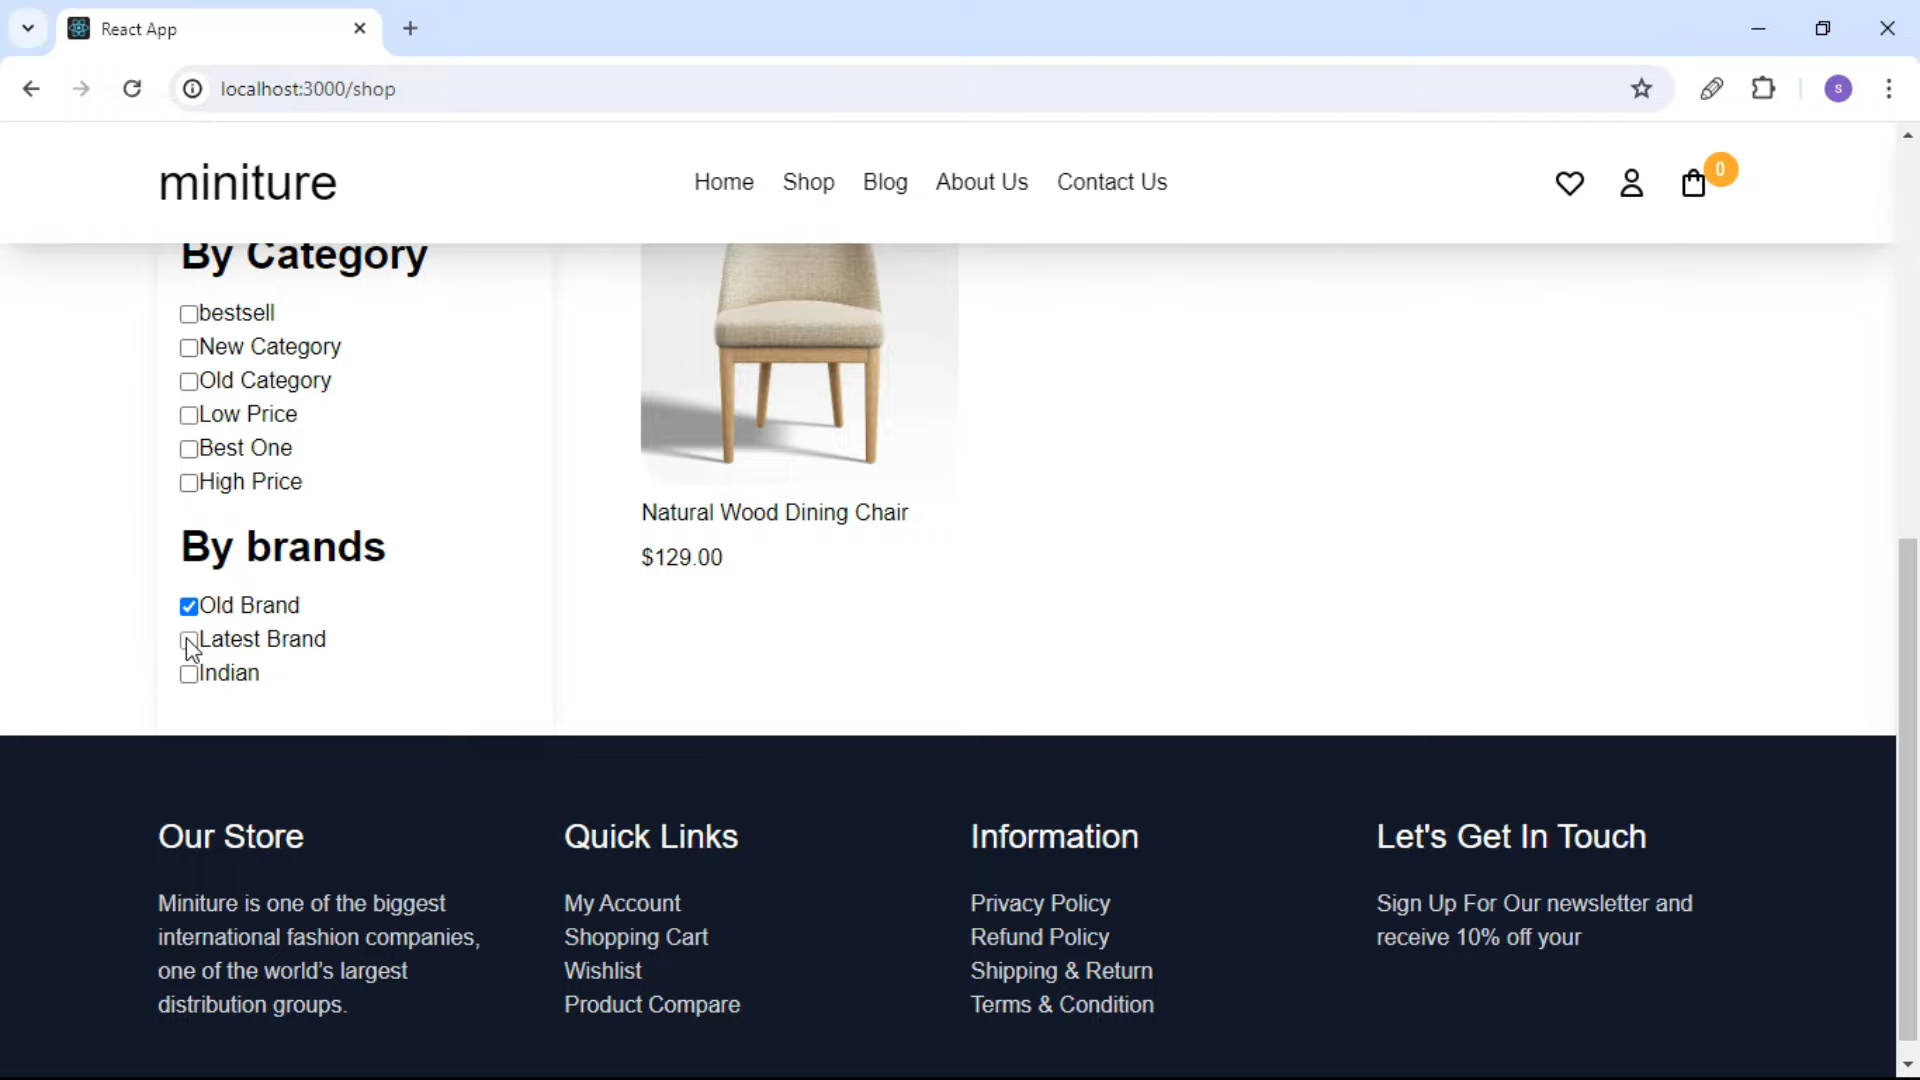 React App
localhost:3000/shop
S
miniture
Home Shop Blog About Us Contact Us
0
By Category
bestsell
New Category
Old Category
Low Price
Best One
High Price
By brands
Old Brand
Latest Brand
Indian
Natural Wood Dining Chair
$129.00
Our Store
Miniture is one of the biggest
international fashion companies,
one of the world's largest
distribution groups.
Quick Links
My Account
Shopping Cart
Wishlist
Product Compare
Information
Privacy Policy
Refund Policy
Shipping & Return
Terms & Condition
Let's Get In Touch
Sign Up For Our newsletter and
receive 10% off your